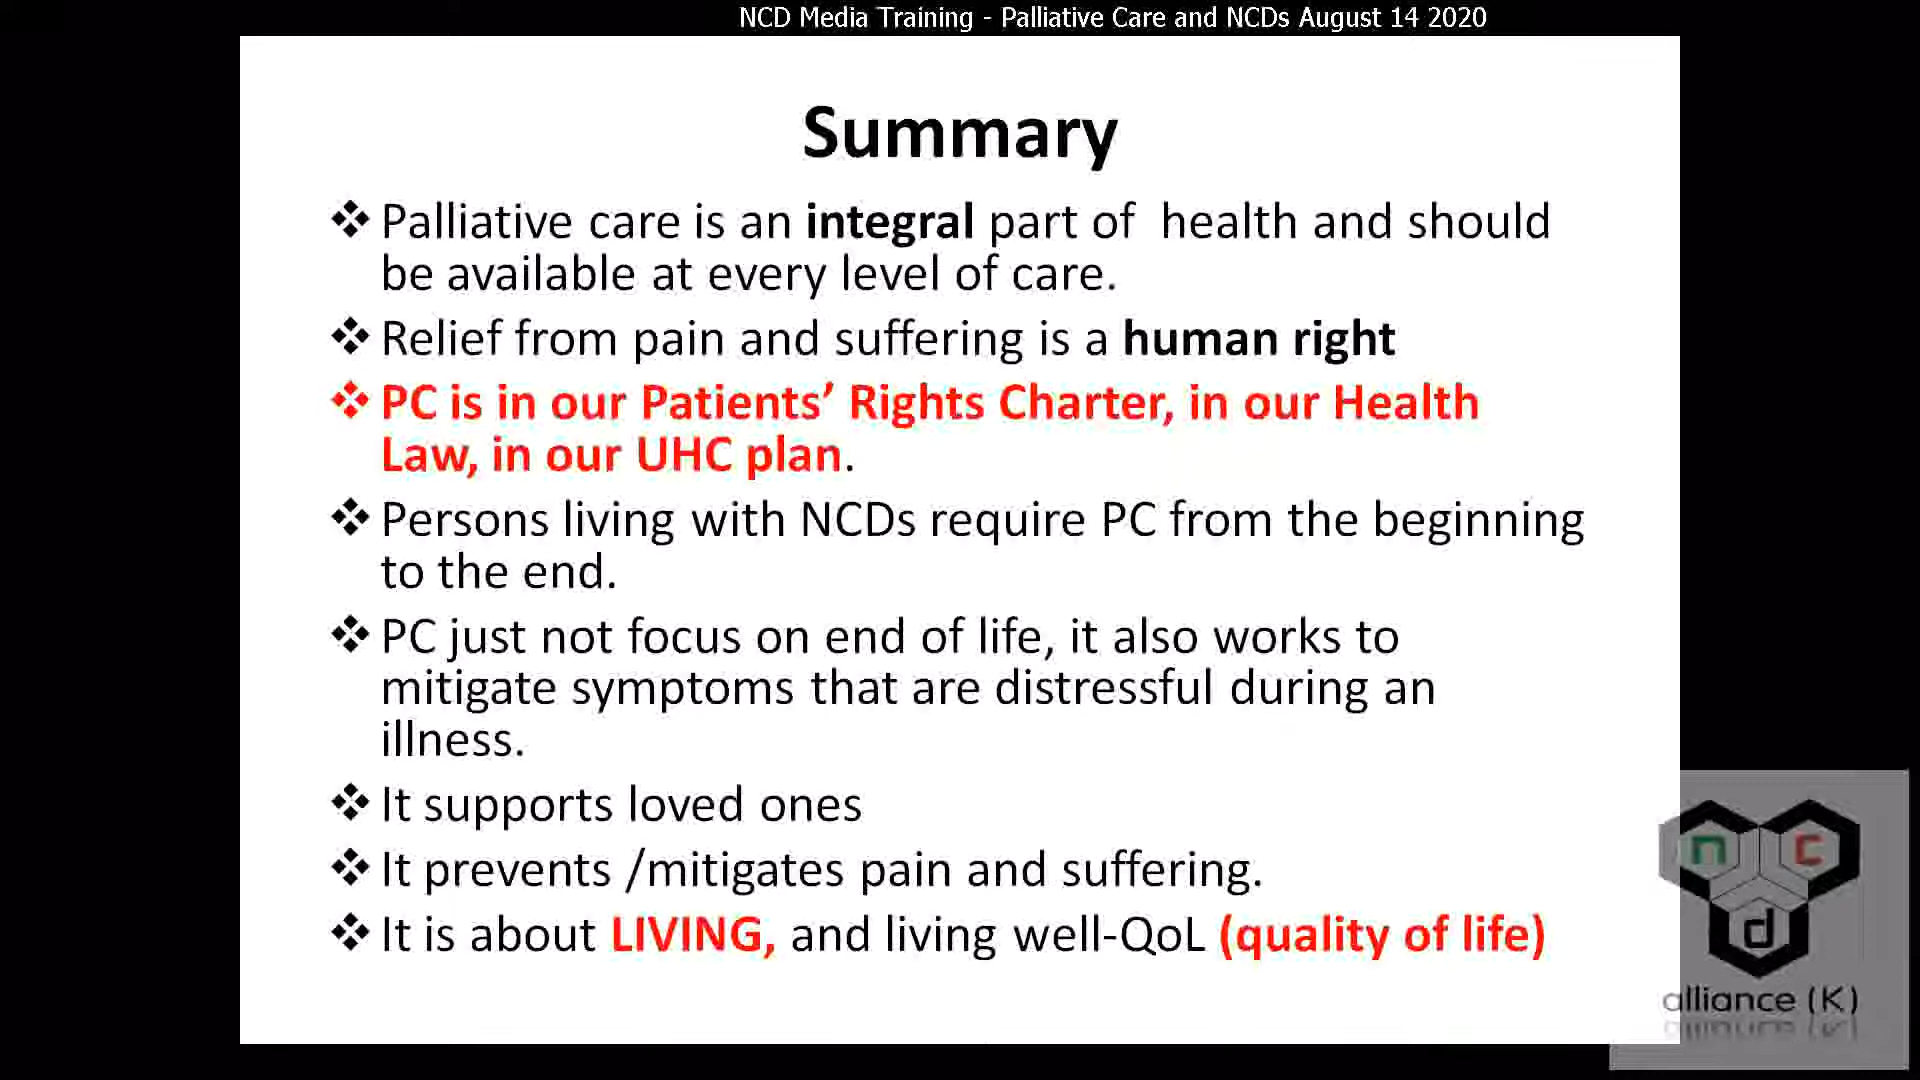 NCD Media Training - Palliative Care and NCDs August 14 2020
Summary
❖ Palliative care is an integral part of health and should
be available at every level of care.
❖ Relief from pain and suffering is a human right
❖ PC is in our Patients’ Rights Charter, in our Health
Law, in our UHC plan.
❖ Persons living with NCDs require PC from the beginning
to the end.
❖ PC just not focus on end of life, it also works to
mitigate symptoms that are distressful during an
illness.
❖ It supports loved ones
❖ It prevents /mitigates pain and suffering.
❖ It is about LIVING, and living well-QoL (quality of life)
n c
d
alliance (K)